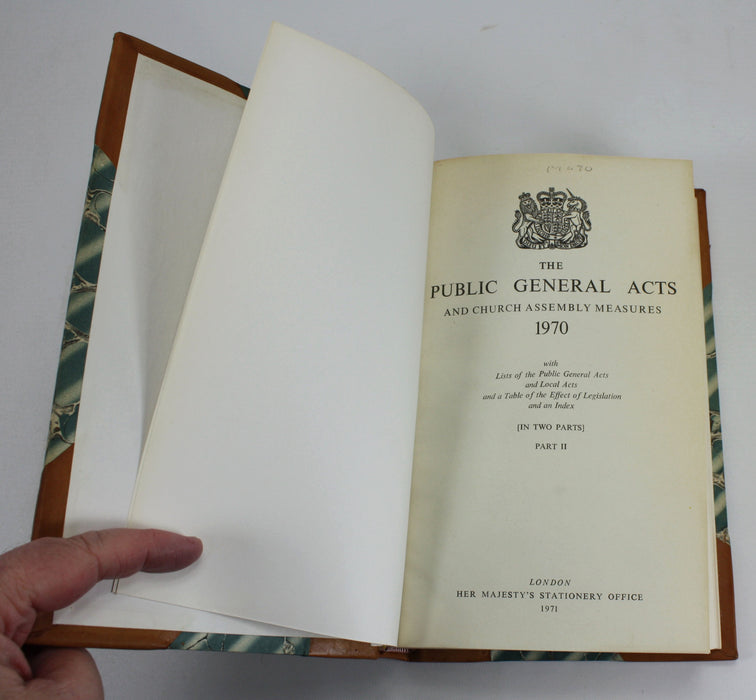 THE
PUBLIC GENERAL ACTS
AND CHURCH ASSEMBLY MEASURES
1970
with
Lists of the Public General Acts
and Local Acts
and a Table of the Effect of Legislation
and an Index
[IN TWO PARTS]
PART II
LONDON
HER MAJESTY'S STATIONERY OFFICE
1971